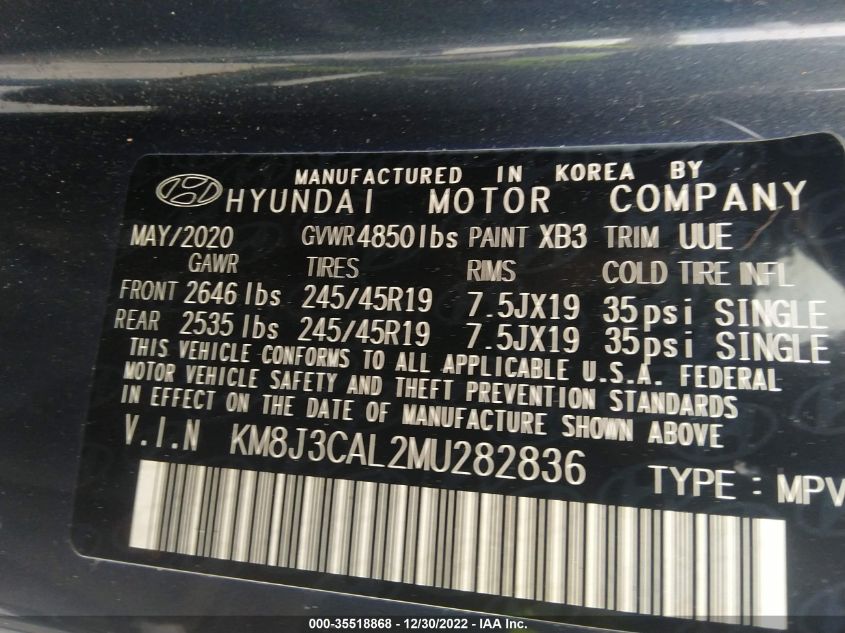 MANUFACTURED IN KOREA BY
HYUNDAI MOTOR COMPANY
MAY/2020 GVWR 4850lbs PAINT XB3 TRIM UUE
GAWR TIRES RIMS COLD TIRE INFL
FRONT 2646 lbs 245/45R19 7.5JX19 35psi SINGLE
REAR 2535 lbs 245/45R19 7.5JX19 35psi SINGLE
THIS VEHICLE CONFORMS TO ALL APPLICABLE U.S.A. FEDERAL
MOTOR VEHICLE SAFETY AND THEFT PREVENTION STANDARDS
IN EFFECT ON THE DATE OF MANUFACTURE SHOWN ABOVE
V.I.N KM8J3CAL2MU282836
TYPE : MPV
000-35518868 - 12/30/2022 - IAA Inc.